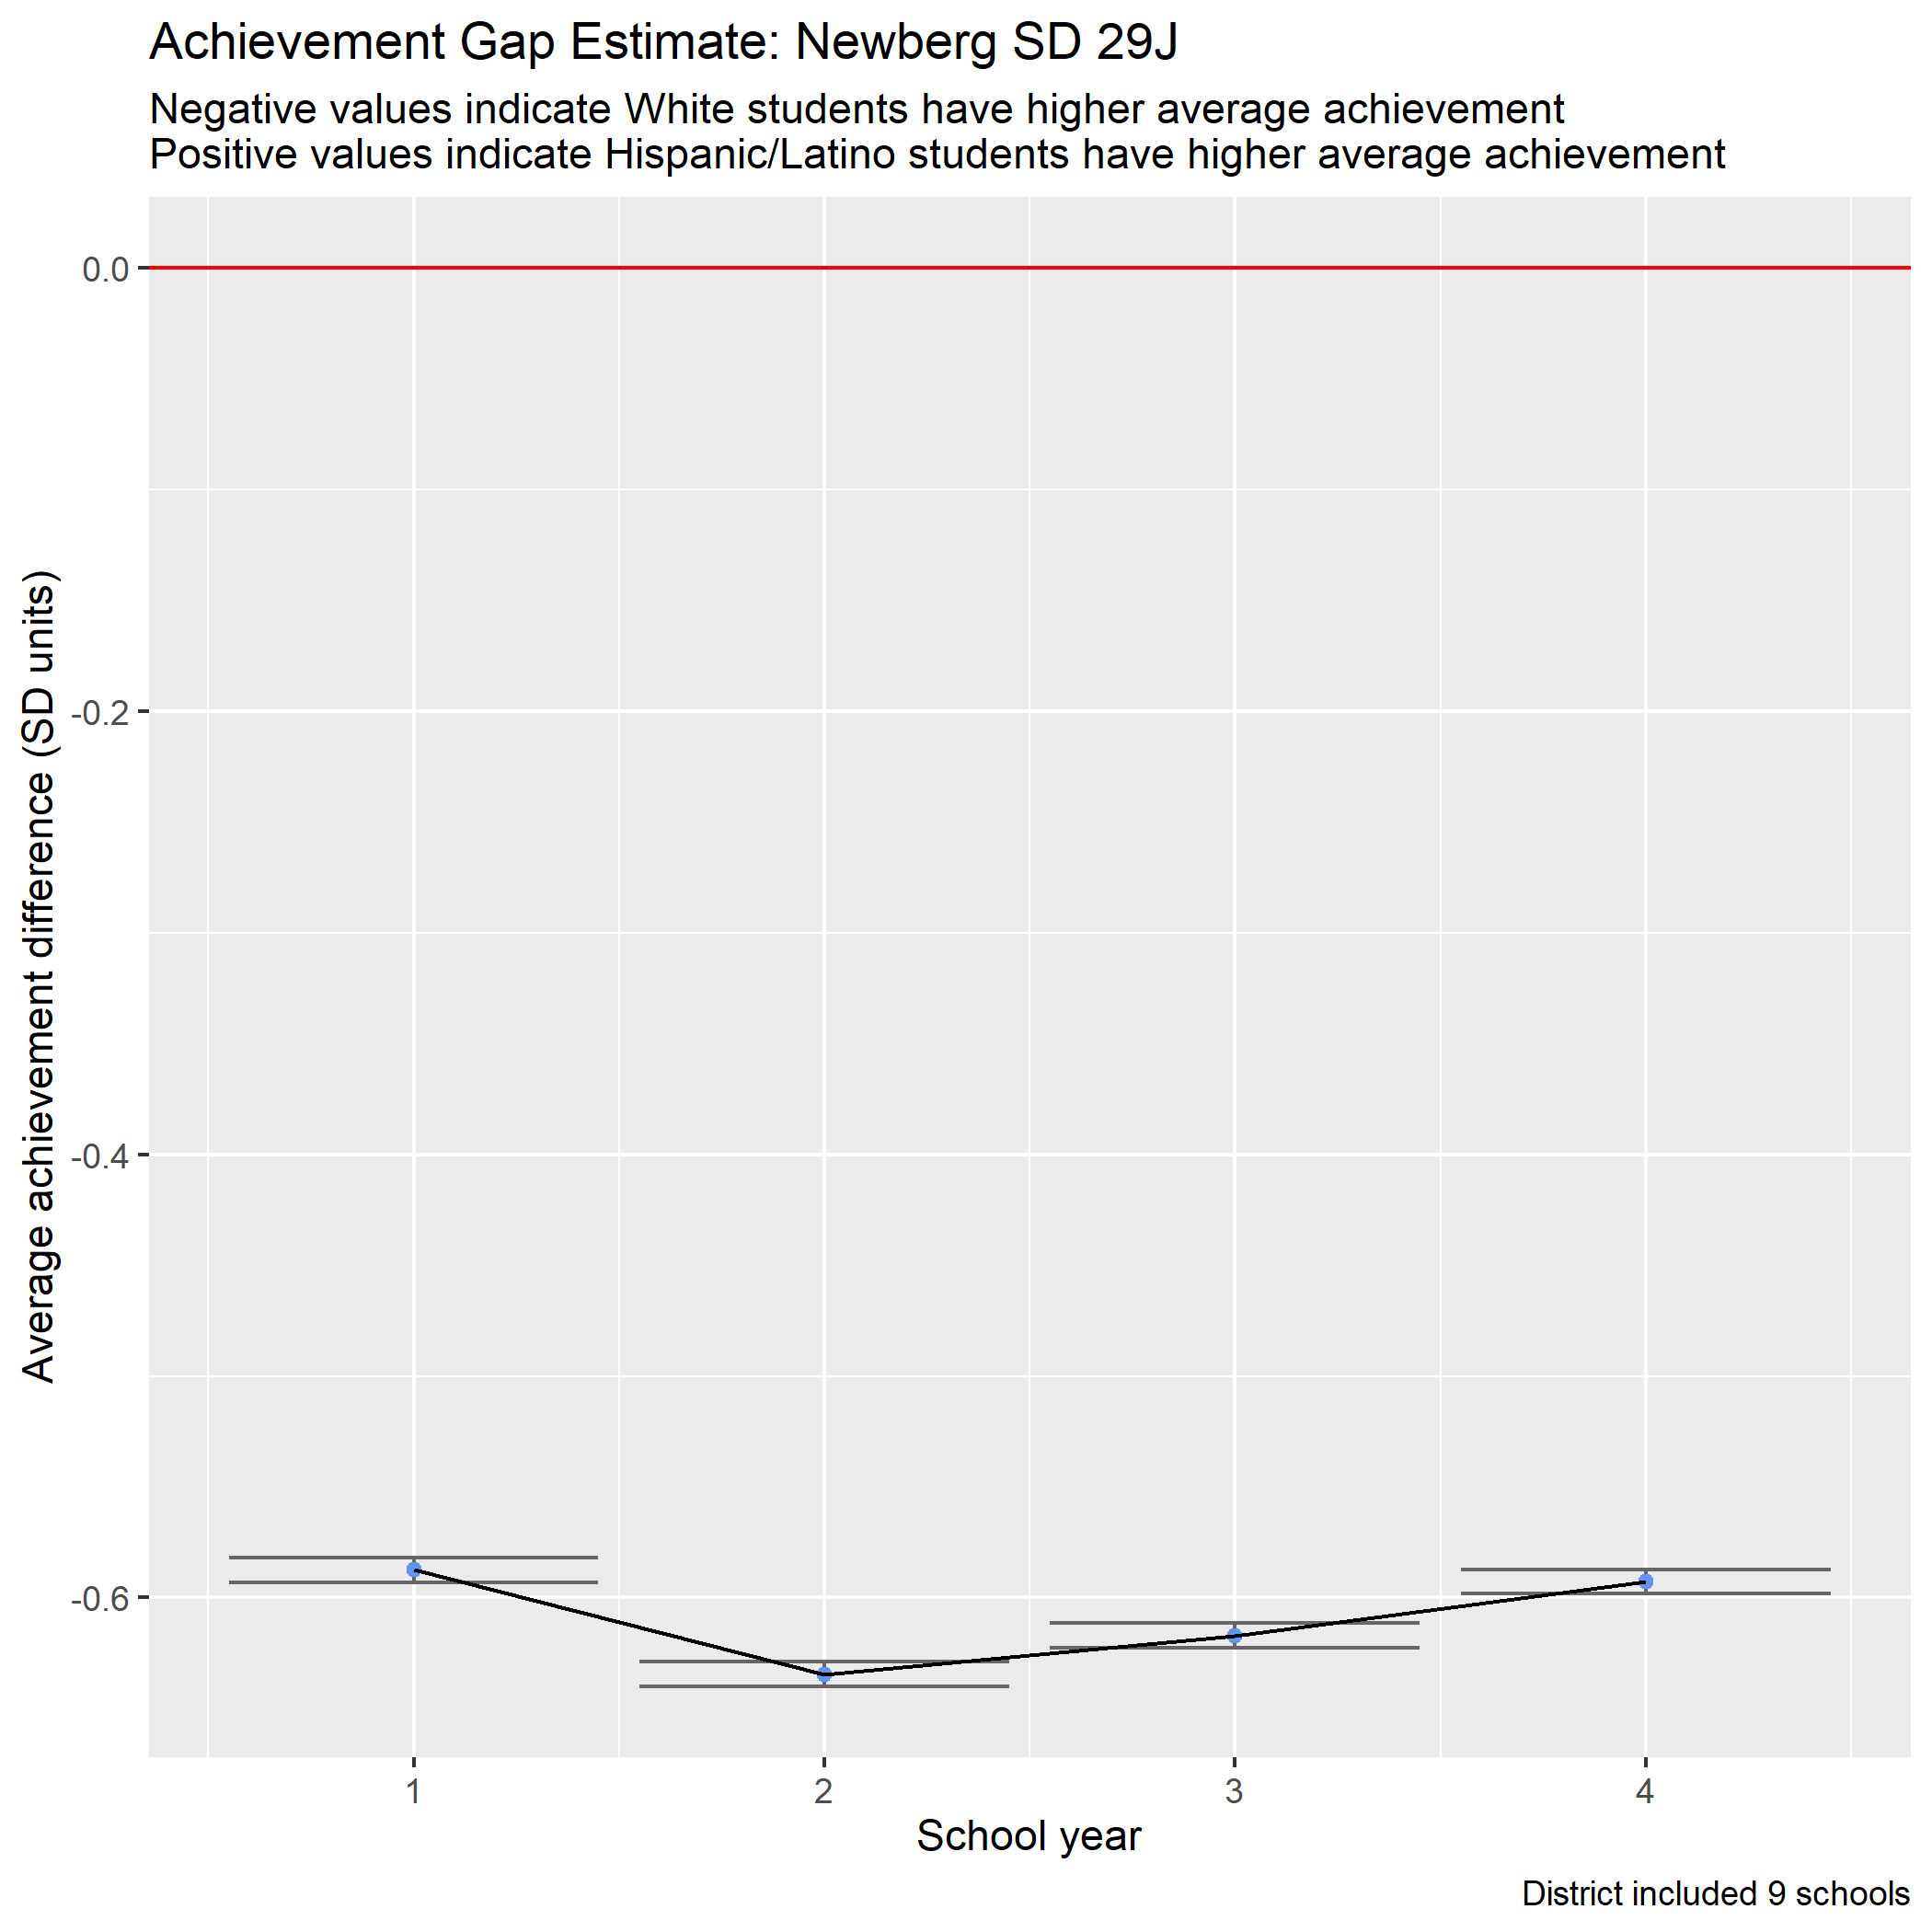 Achievement Gap Estimate: Newberg SD 29J
Negative values indicate White students have higher average achievement
Positive values indicate Hispanic/Latino students have higher average achievement
Average achievement difference (SD units)
0.0
-0.2
-0.4
-0.6
1
2
3
4
School year
District included 9 schools